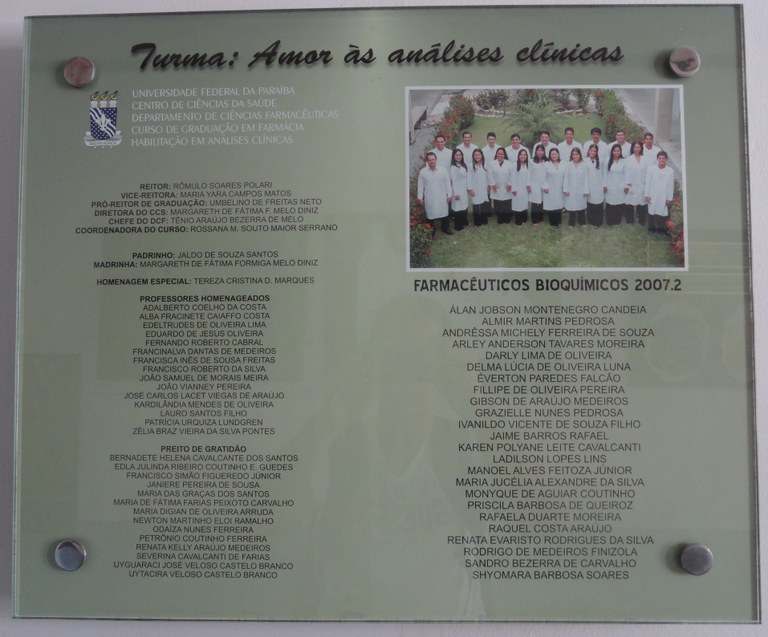 Turma: Amor às análises clínicas
UNIVERSIDADE FEDERAL DA PARAÍBA
CENTRO DE CIÊNCIAS DA SAÚDE
DEPARTAMENTO DE CIÊNCIAS FARMACÊUTICAS
CURSO DE GRADUAÇÃO EM FARMÁCIA
HABILITAÇÃO EM ANÁLISES CLÍNICAS
REITOR: RÔMULO SOARES POLARI
VICE-REITORA: MARIA YARA CAMPOS MATOS
PRÓ-REITOR DE GRADUAÇÃO: UMBELINO DE FREITAS NETO
DIRETORA DO CCS: MARGARETH DE FÁTIMA F. MELO DINIZ
CHEFE DO DCF: TÊNIO ARAÚJO BEZERRA DE MELO
COORDENADORA DO CURSO: ROSSANA M. SOUTO MAIOR SERRANO
PADRINHO: JALDO DE SOUZA SANTOS
MADRINHA: MARGARETH DE FÁTIMA FORMIGA MELO DINIZ
HOMENAGEM ESPECIAL: TEREZA CRISTINA D. MARQUES
PROFESSORES HOMENAGEADOS
ADALBERTO COELHO DA COSTA
ALBA FRACINETE CAIAFFO COSTA
EDELTRUDES DE OLIVEIRA LIMA
EDUARDO DE JESUS OLIVEIRA
FERNANDO ROBERTO CABRAL
FRANCINALVA DANTAS DE MEDEIROS
FRANCISCA INÊS DE SOUSA FREITAS
FRANCISCO ROBERTO DA SILVA
JOÃO SAMUEL DE MORAIS MEIRA
JOÃO VIANNEY PEREIRA
JOSÉ CARLOS LACET VIEGAS DE ARAÚJO
KARDILÂNDIA MENDES DE OLIVEIRA
LAURO SANTOS FILHO
PATRÍCIA URQUIZA LUNDGREN
ZÉLIA BRAZ VIEIRA DA SILVA PONTES
PREITO DE GRATIDÃO
BERNADETE HELENA CAVALCANTE DOS SANTOS
EDLA JULINDA RIBEIRO COUTINHO E. GUEDES
FRANCISCO SIMÃO FIGUEREDO JÚNIOR
JANIERE PEREIRA DE SOUSA
MARIA DAS GRAÇAS DOS SANTOS
MARIA DE FÁTIMA FARIAS PEIXOTO CARVALHO
MARIA DIGIAN DE OLIVEIRA ARRUDA
NEWTON MARTINHO ELOI RAMALHO
ODAÍZA NUNES FERREIRA
PETRÔNIO COUTINHO FERREIRA
RENATA KELLY ARAÚJO MEDEIROS
SEVERINA CAVALCANTI DE FARIAS
UYGUARACI JOSÉ VELOSO CASTELO BRANCO
UYTACIRA VELOSO CASTELO BRANCO
FARMACÊUTICOS BIOQUÍMICOS 2007.2
ÁLAN JOBSON MONTENEGRO CANDEIA
ALMIR MARTINS PEDROSA
ANDRÊSSA MICHELY FERREIRA DE SOUZA
ARLEY ANDERSON TAVARES MOREIRA
DARLY LIMA DE OLIVEIRA
DELMA LÚCIA DE OLIVEIRA LUNA
ÉVERTON PAREDES FALCÃO
FILLIPE DE OLIVEIRA PEREIRA
GIBSON DE ARAÚJO MEDEIROS
GRAZIELLE NUNES PEDROSA
IVANILDO VICENTE DE SOUZA FILHO
JAIME BARROS RAFAEL
KAREN POLYANE LEITE CAVALCANTI
LADILSON LOPES LINS
MANOEL ALVES FEITOZA JÚNIOR
MARIA JUCÉLIA ALEXANDRE DA SILVA
MONYQUE DE AGUIAR COUTINHO
PRISCILA BARBOSA DE QUEIROZ
RAFAELA DUARTE MOREIRA
RAQUEL COSTA ARAÚJO
RENATA EVARISTO RODRIGUES DA SILVA
RODRIGO DE MEDEIROS FINIZOLA
SANDRO BEZERRA DE CARVALHO
SHYOMARA BARBOSA SOARES